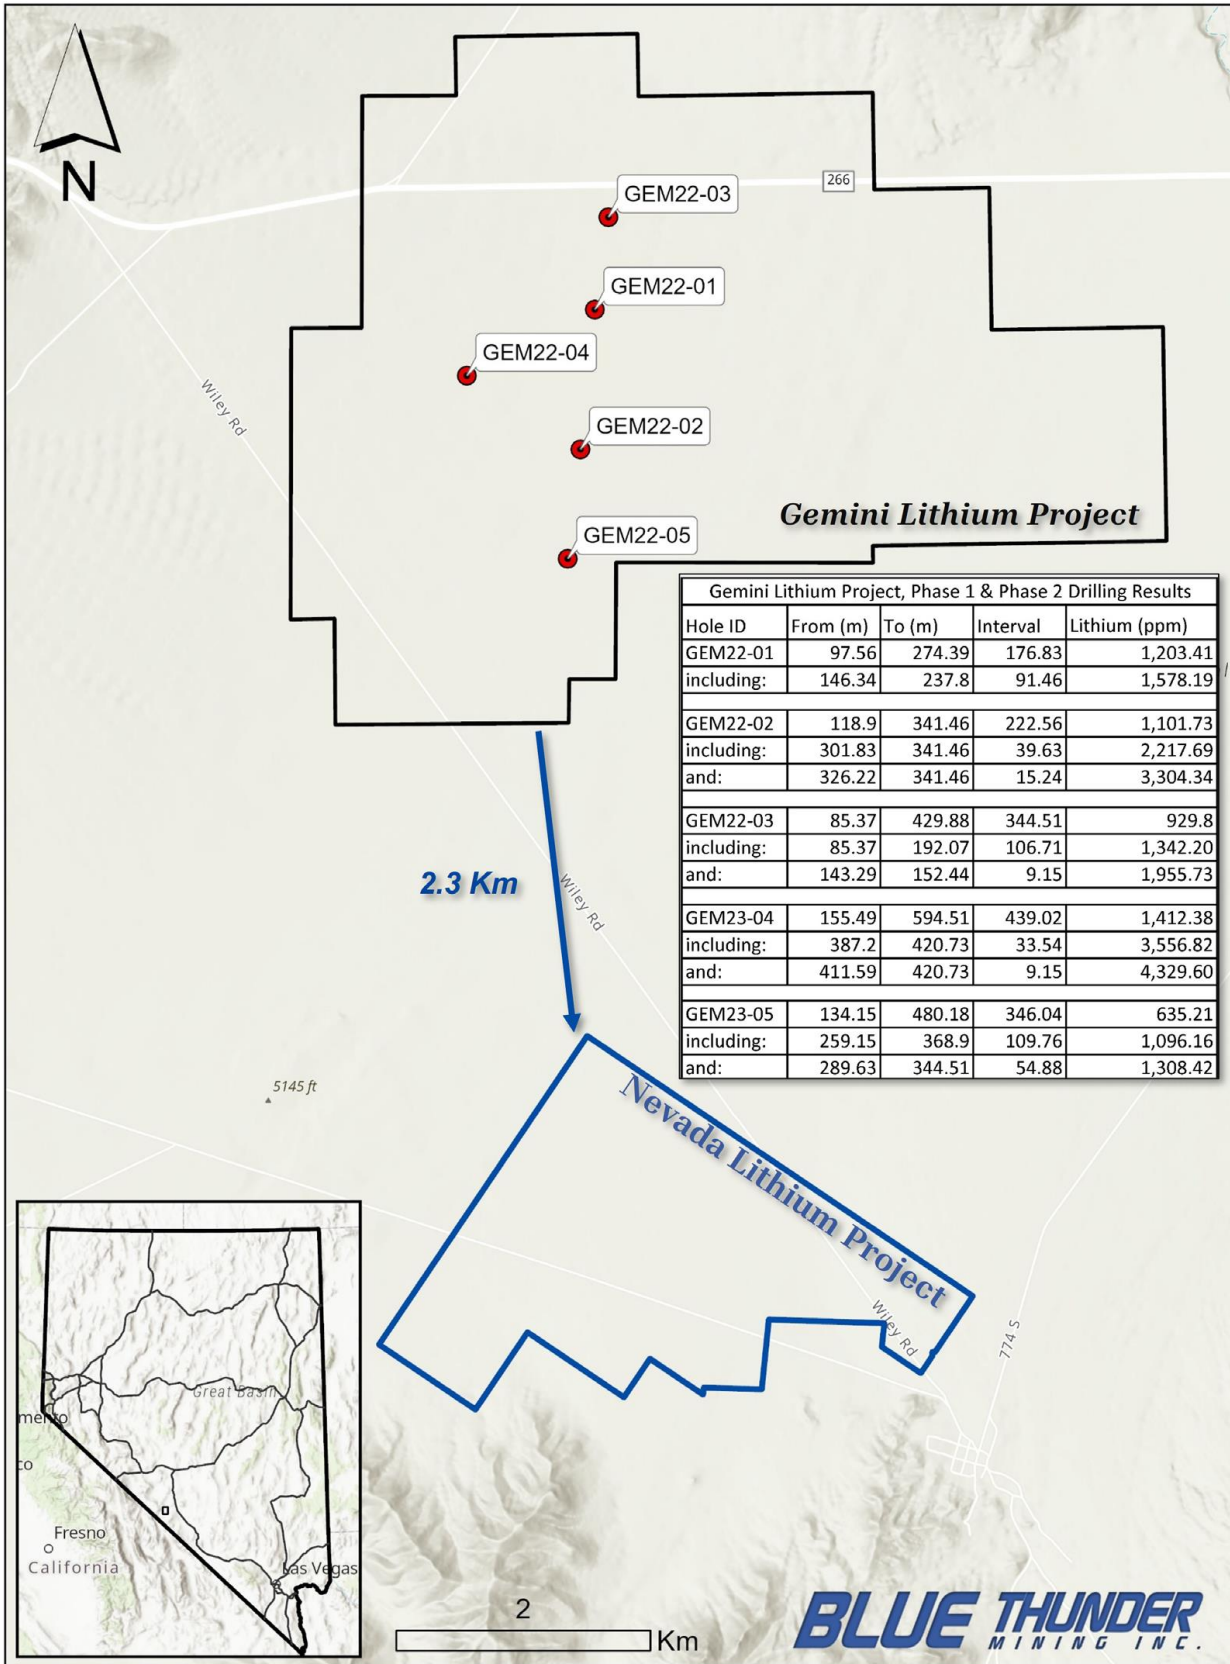 N
266
GEM22-03
GEM22-01
GEM22-04
Wiley Rd
GEM22-02
Gemini Lithium Project
GEM22-05
Gemini Lithium Project, Phase 1 & Phase 2 Drilling Results
Hole ID From (m) To (m) Interval Lithium (ppm)
GEM22-01 97.56 274.39 176.83 1,203.41
including: 146.34 237.8 91.46 1,578.19
GEM22-02 118.9 341.46 222.56 1,101.73
including: 301.83 341.46 39.63 2,217.69
and: 326.22 341.46 15.24 3,304.34
GEM22-03 85.37 429.88 344.51 929.8
including: 85.37 192.07 106.71 1,342.20
and: 143.29 152.44 9.15 1,955.73
GEM23-04 155.49 594.51 439.02 1,412.38
including: 387.2 420.73 33.54 3,556.82
and: 411.59 420.73 9.15 4,329.60
GEM23-05 134.15 480.18 346.04 635.21
including: 259.15 368.9 109.76 1,096.16
and: 289.63 344.51 54.88 1,308.42
2.3 Km
Wiley Rd
5145 ft
Nevada Lithium Project
Wiley Rd
774 S
Great Basin
mento
co
Fresno
California
Las Vegas
2
Km
BLUE THUNDER
MINING INC.